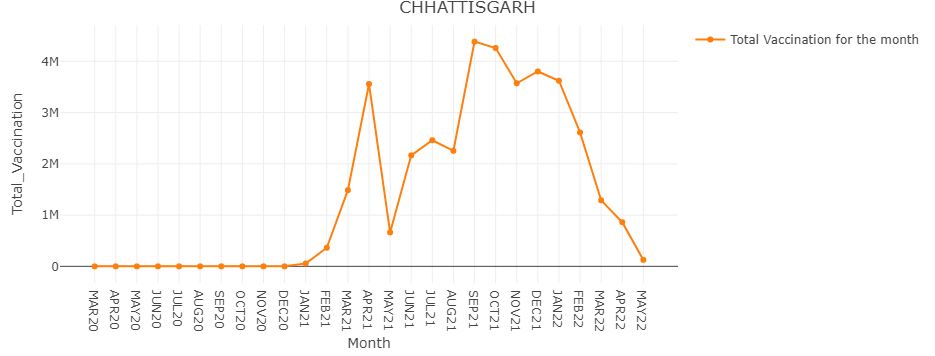 CHHATTISGARH
Total Vaccination for the month
Total_Vaccination
4M
3M
2M
1M
0
MAR20
APR20
MAY20
JUN20
JUL20
AUG20
SEP20
OCT20
NOV20
DEC20
JAN21
FEB21
MAR21
APR21
MAY21
JUN21
JUL21
AUG21
SEP21
OCT21
NOV21
DEC21
JAN22
FEB22
MAR22
APR22
MAY22
Month